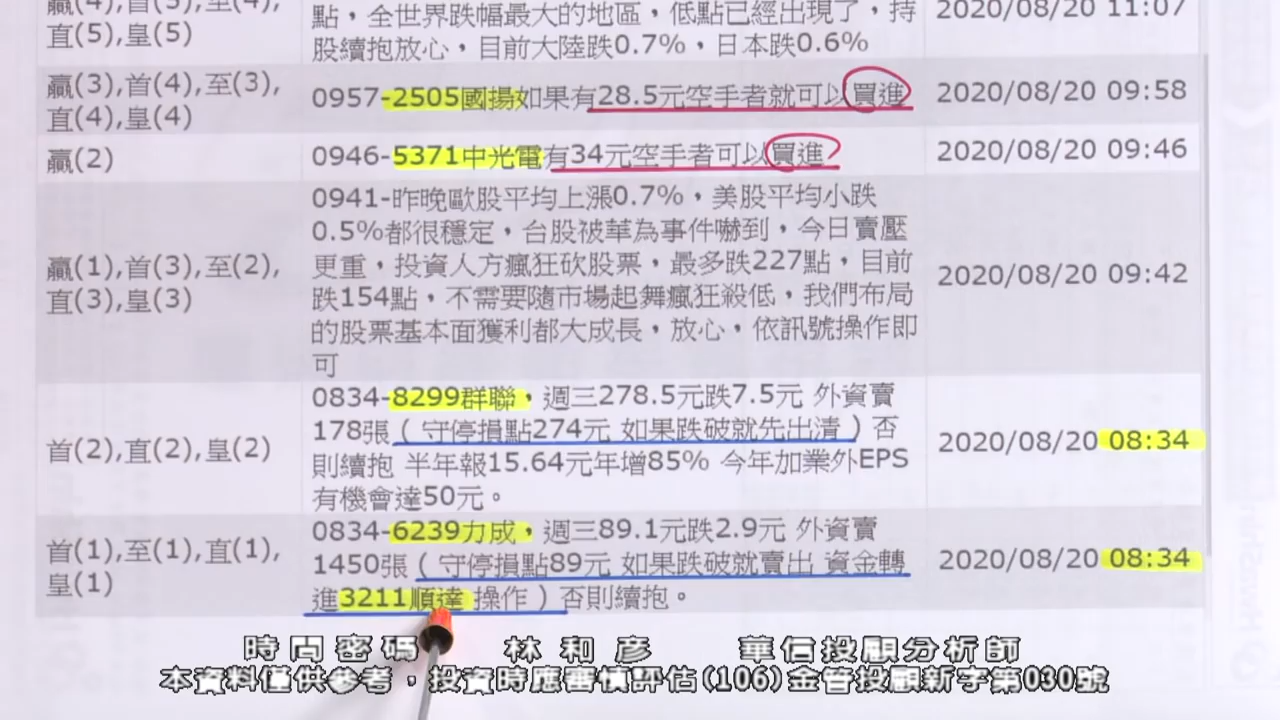 贏(4),首(5),至(4),
直(5),皇(5)
點，全世界跌幅最大的地區，低點已經出現了，持
股續抱放心，目前大陸跌0.7%，日本跌0.6%
2020/08/20 11:07
贏(3),首(4),至(3),
直(4),皇(4)
0957-2505國揚如果有28.5元空手者就可以買進
2020/08/20 09:58
贏(2)
0946-5371中光電有34元空手者可以買進
2020/08/20 09:46
贏(1),首(3),至(2),
直(3),皇(3)
0941-昨晚歐股平均上漲0.7%，美股平均小跌
0.5%都很穩定，台股被華為事件嚇到，今日賣壓
更重，投資人方瘋狂砍股票，最多跌227點，目前
跌154點，不需要隨市場起舞瘋狂殺低，我們布局
的股票基本面獲利都大成長，放心，依訊號操作即
可
2020/08/20 09:42
首(2),直(2),皇(2)
0834-8299群聯，週三278.5元跌7.5元 外資賣
178張（守停損點274元 如果跌破就先出清）否
則續抱 半年報15.64元年增85% 今年加業外EPS
有機會達50元。
2020/08/20 08:34
首(1),至(1),直(1),
皇(1)
0834-6239力成，週三89.1元跌2.9元 外資賣
1450張（守停損點89元 如果跌破就賣出 資金轉
進3211順達 操作）否則續抱。
2020/08/20 08:34
時間密碼 林和彥 華信投顧分析師
本資料僅供參考，投資時應審慎評估(106)金管投顧新字第030號